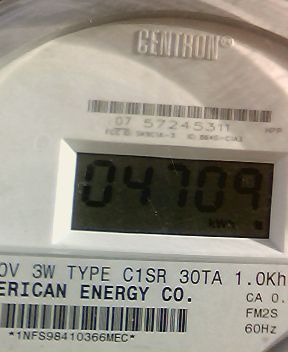 CENTRON®
07 57245311
04709
kWh
0V 3W TYPE C1SR 30TA 1.0Kh
ERICAN ENERGY CO.
CA 0.
FM2S
*1NFS98410366MEC*
60Hz